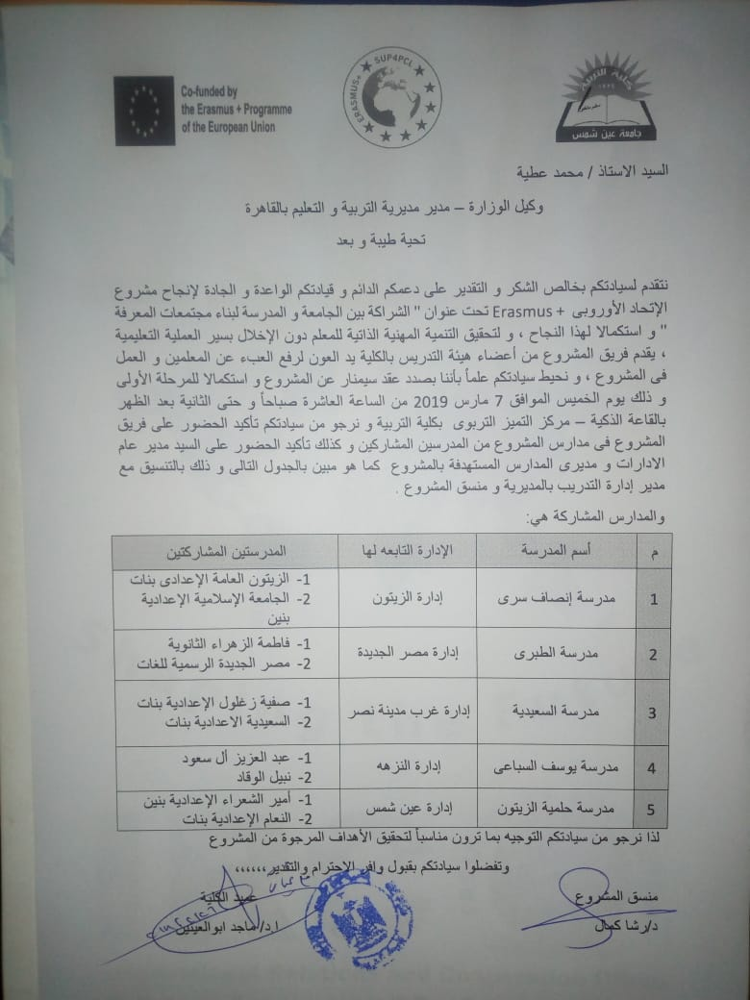 Co-funded by
the Erasmus + Programme
of the European Union
ERASMUS+ SUP4PCL
كلية التربية
جامعة عين شمس
السيد الاستاذ / محمد عطية
وكيل الوزارة – مدير مديرية التربية و التعليم بالقاهرة
تحية طيبة و بعد
نتقدم لسيادتكم بخالص الشكر و التقدير على دعمكم الدائم و قيادتكم الواعدة و الجادة لإنجاح مشروع
الإتحاد الأوروبى + Erasmus تحت عنوان " الشراكة بين الجامعة و المدرسة لبناء مجتمعات المعرفة
" و استكمالا لهذا النجاح ، و لتحقيق التنمية المهنية الذاتية للمعلم دون الإخلال بسير العملية التعليمية
، يقدم فريق المشروع من أعضاء هيئة التدريس بالكلية يد العون لرفع العبء عن المعلمين و العمل
فى المشروع ، و نحيط سيادتكم علماً بأننا بصدد عقد سيمنار عن المشروع و استكمالا للمرحلة الأولى
و ذلك يوم الخميس الموافق 7 مارس 2019 من الساعة العاشرة صباحاً و حتى الثانية بعد الظهر
بالقاعة الذكية – مركز التميز التربوى بكلية التربية و نرجو من سيادتكم تأكيد الحضور على فريق
المشروع فى مدارس المشروع من المدرسين المشاركين و كذلك تأكيد الحضور على السيد مدير عام
الادارات و مديرى المدارس المستهدفة بالمشروع كما هو مبين بالجدول التالى و ذلك بالتنسيق مع
مدير إدارة التدريب بالمديرية و منسق المشروع .
والمدارس المشاركة هي:
م أسم المدرسة الإدارة التابعه لها المدرستين المشاركتين
1 مدرسة إنصاف سرى إدارة الزيتون 1- الزيتون العامة الإعدادى بنات
2- الجامعة الإسلامية الإعدادية
بنين
2 مدرسة الطبرى إدارة مصر الجديدة 1- فاطمة الزهراء الثانوية
2- مصر الجديدة الرسمية للغات
3 مدرسة السعيدية إدارة غرب مدينة نصر 1- صفية زغلول الإعدادية بنات
2- السعيدية الاعدادية بنات
4 مدرسة يوسف السباعى إدارة النزهه 1- عبد العزيز أل سعود
2- نبيل الوقاد
5 مدرسة حلمية الزيتون إدارة عين شمس 1- أمير الشعراء الإعدادية بنين
2- النعام الإعدادية بنات
لذا نرجو من سيادتكم التوجيه بما ترون مناسباً لتحقيق الأهداف المرجوة من المشروع
وتفضلوا سيادتكم بقبول وافر الإحترام والتقدير،،،،،،
منسق المشروع عميد الكلية
د/رشا كمال ا.د/ ماجد ابوالعينين